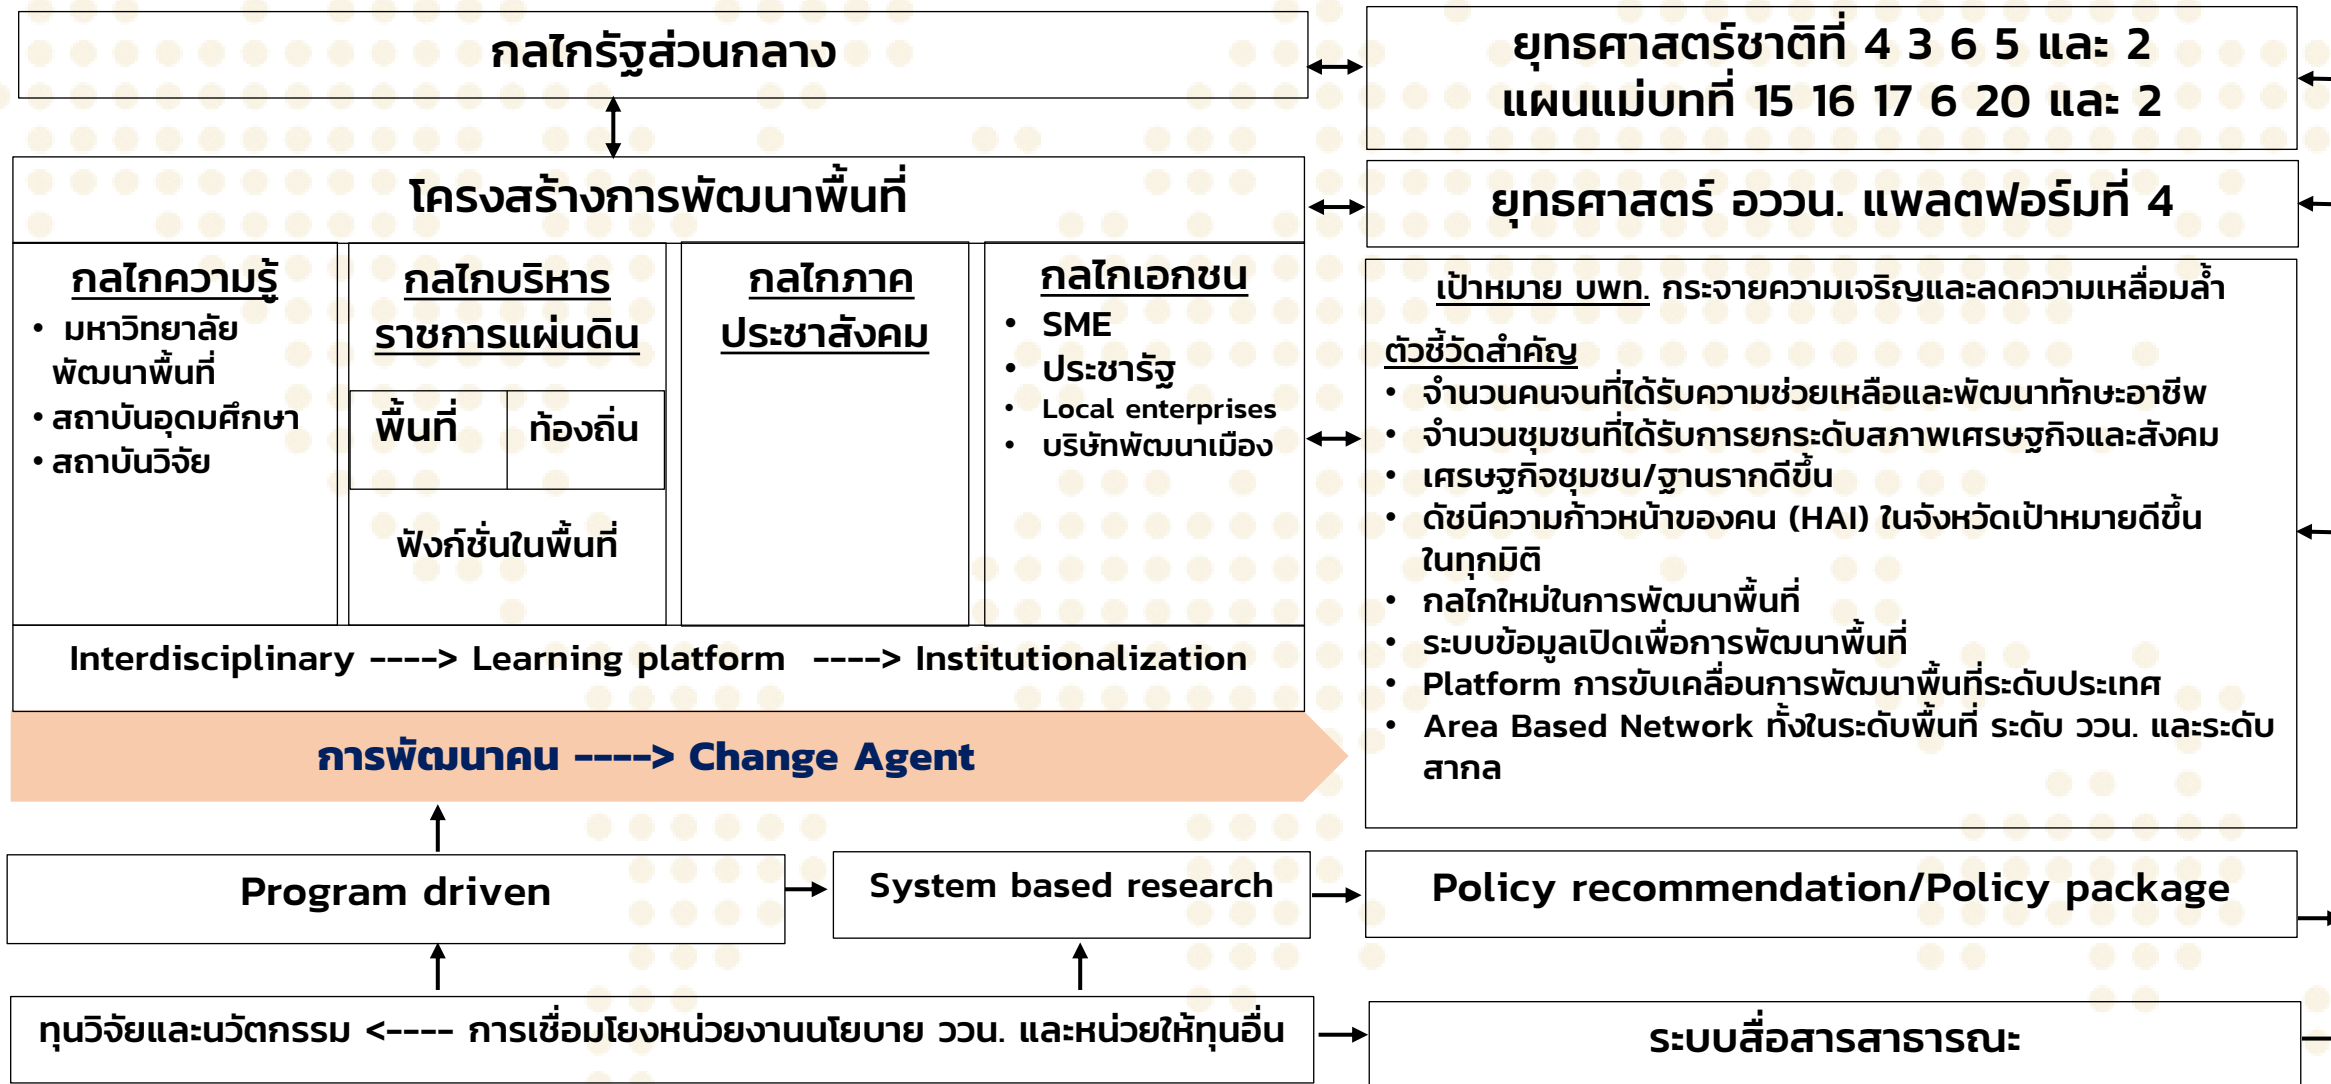 กลไกรัฐส่วนกลาง
ยุทธศาสตร์ชาติที่ 4 3 6 5 และ 2
แผนแม่บทที่ 15 16 17 6 20 และ 2
โครงสร้างการพัฒนาพื้นที่
ยุทธศาสตร์ อววน. แพลตฟอร์มที่ 4
กลไกความรู้
• มหาวิทยาลัย
พัฒนาพื้นที่
• สถาบันอุดมศึกษา
• สถาบันวิจัย
กลไกบริหาร
ราชการแผ่นดิน
พื้นที่
ท้องถิ่น
ฟังก์ชั่นในพื้นที่
กลไกภาค
ประชาสังคม
กลไกเอกชน
• SME
• ประชารัฐ
• Local enterprises
• บริษัทพัฒนาเมือง
เป้าหมาย บพท. กระจายความเจริญและลดความเหลื่อมล้ำ
ตัวชี้วัดสำคัญ
• จำนวนคนจนที่ได้รับความช่วยเหลือและพัฒนาทักษะอาชีพ
• จำนวนชุมชนที่ได้รับการยกระดับสภาพเศรษฐกิจและสังคม
• เศรษฐกิจชุมชน/ฐานรากดีขึ้น
• ดัชนีความก้าวหน้าของคน (HAI) ในจังหวัดเป้าหมายดีขึ้น
ในทุกมิติ
• กลไกใหม่ในการพัฒนาพื้นที่
• ระบบข้อมูลเปิดเพื่อการพัฒนาพื้นที่
• Platform การขับเคลื่อนการพัฒนาพื้นที่ระดับประเทศ
• Area Based Network ทั้งในระดับพื้นที่ ระดับ ววน. และระดับ
สากล
Interdisciplinary ----> Learning platform ----> Institutionalization
การพัฒนาคน ----> Change Agent
Program driven
System based research
Policy recommendation/Policy package
ทุนวิจัยและนวัตกรรม <---- การเชื่อมโยงหน่วยงานนโยบาย ววน. และหน่วยให้ทุนอื่น
ระบบสื่อสารสาธารณะ